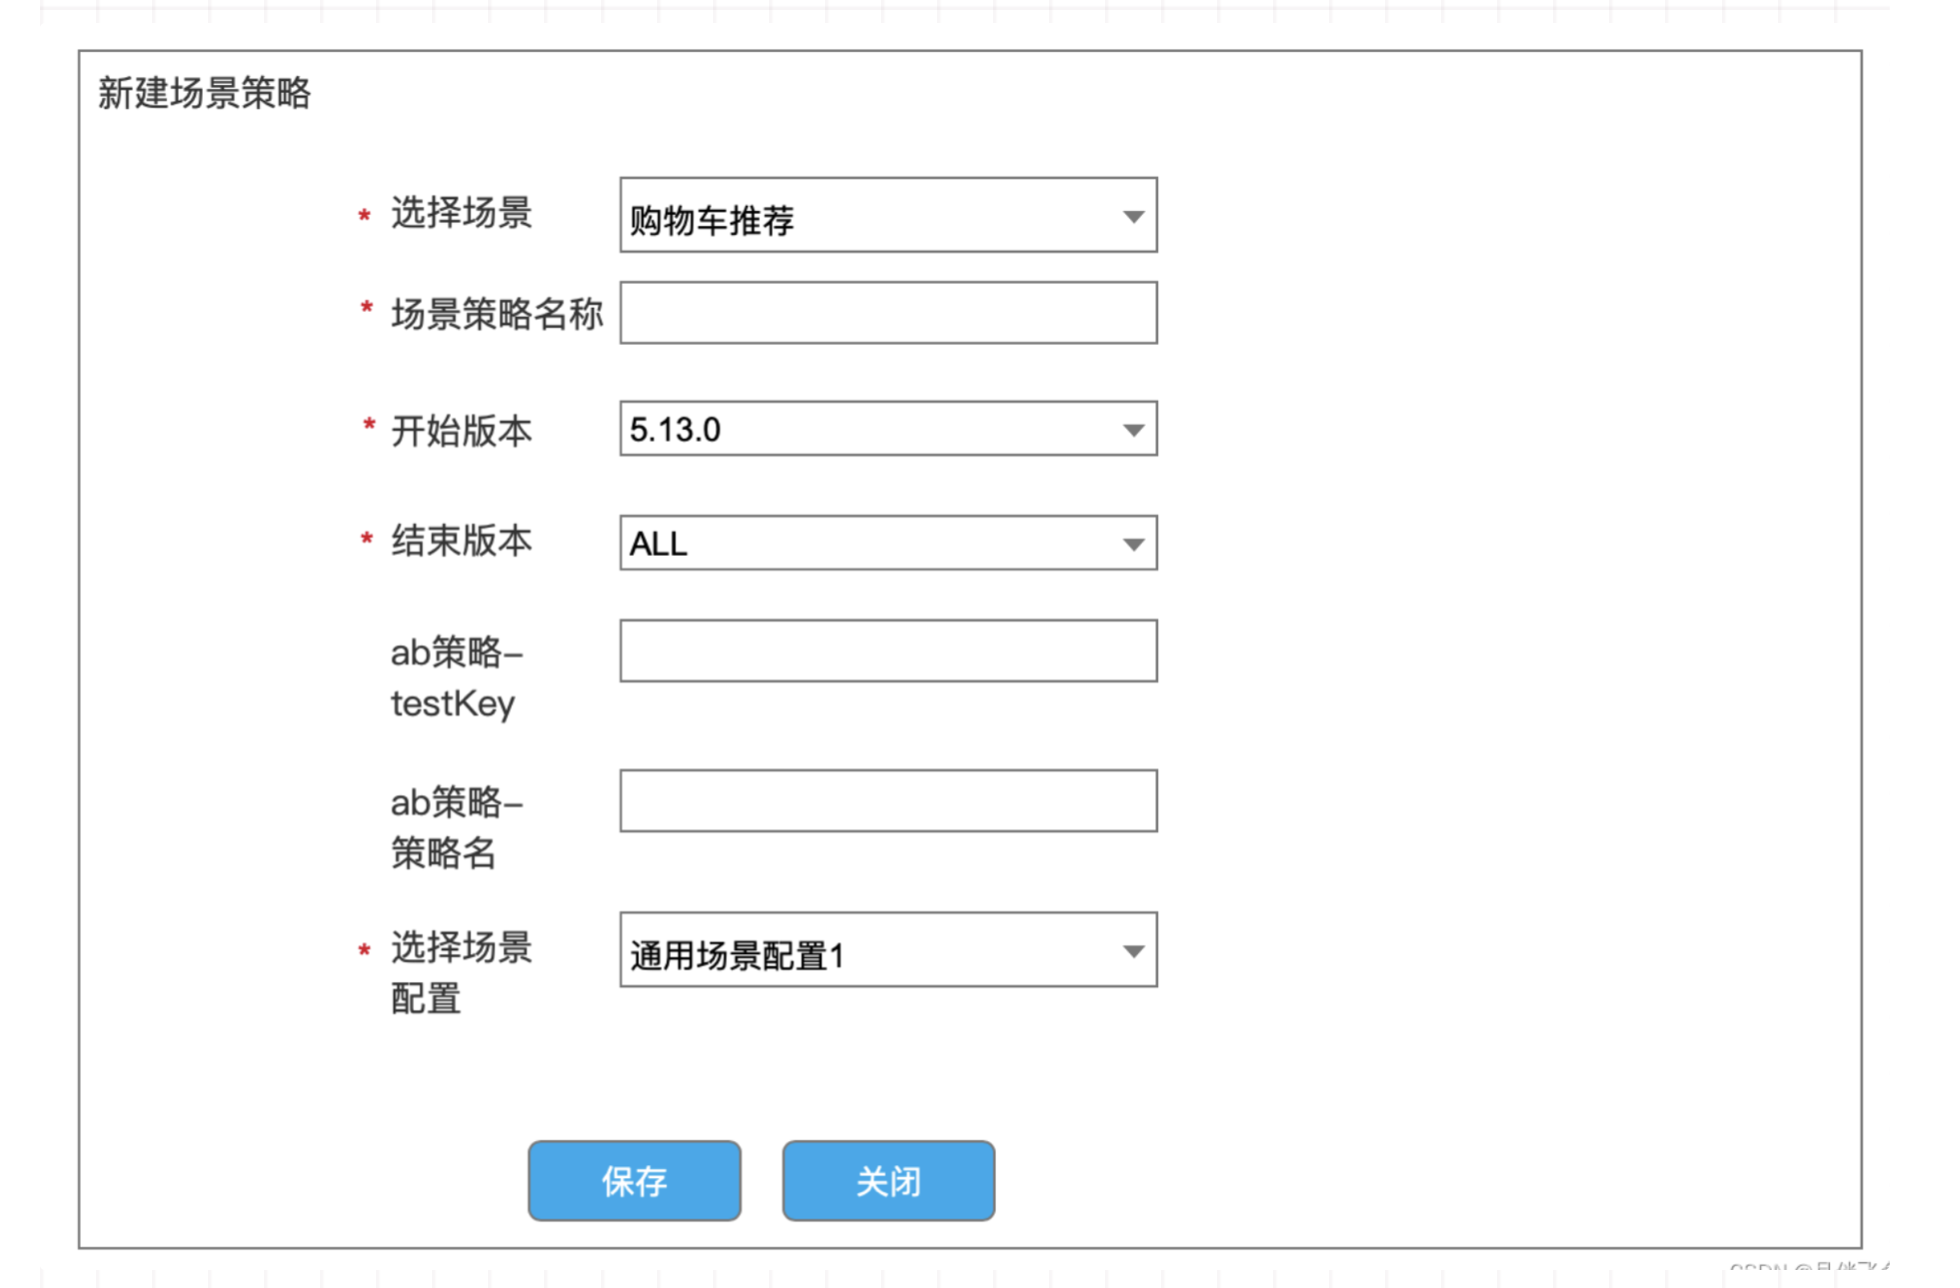 新建场景策略
* 选择场景 购物车推荐
* 场景策略名称
* 开始版本 5.13.0
* 结束版本 ALL
ab策略-
testKey
ab策略-
策略名
* 选择场景 通用场景配置1
配置
保存 关闭